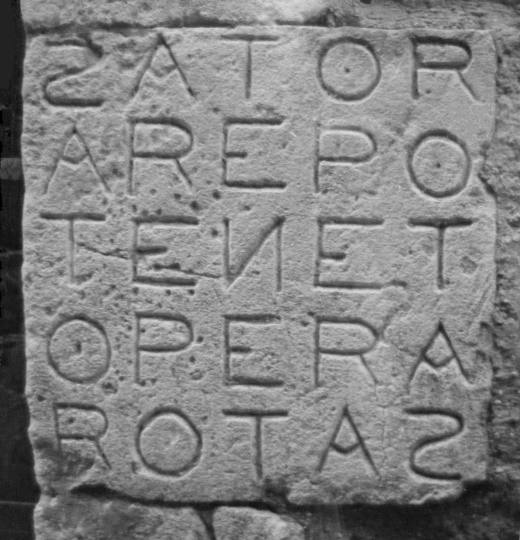 SATOR
AREPO
TENET
OPERA
ROTAS